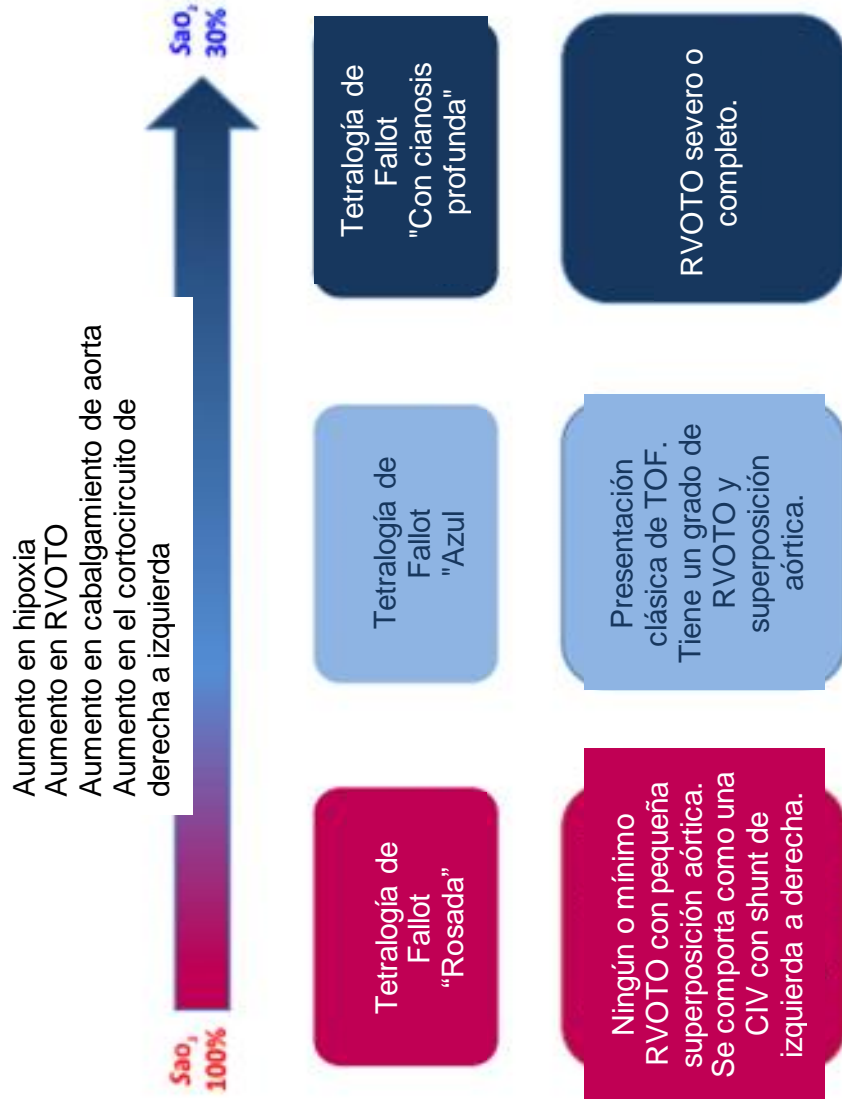 Aumento en hipoxia
Aumento en RVOTO
Aumento en cabalgamiento de aorta
Aumento en el cortocircuito de
derecha a izquierda
Sao₂
100%
Sao₂
30%
Tetralogía de
Fallot
“Rosada”
Tetralogía de
Fallot
"Azul
Tetralogía de
Fallot
"Con cianosis
profunda"
Ningún o mínimo
RVOTO con pequeña
superposición aórtica.
Se comporta como una
CIV con shunt de
izquierda a derecha.
Presentación
clásica de TOF.
Tiene un grado de
RVOTO y
superposición
aórtica.
RVOTO severo o
completo.